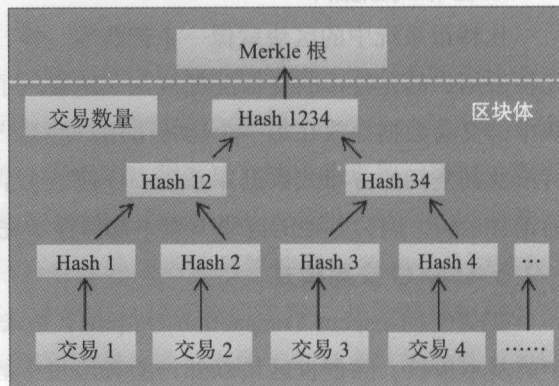 Merkle 根
交易数量
Hash 1234
区块体
Hash 12
Hash 34
Hash 1
Hash 2
Hash 3
Hash 4
…
交易 1
交易 2
交易 3
交易 4
……